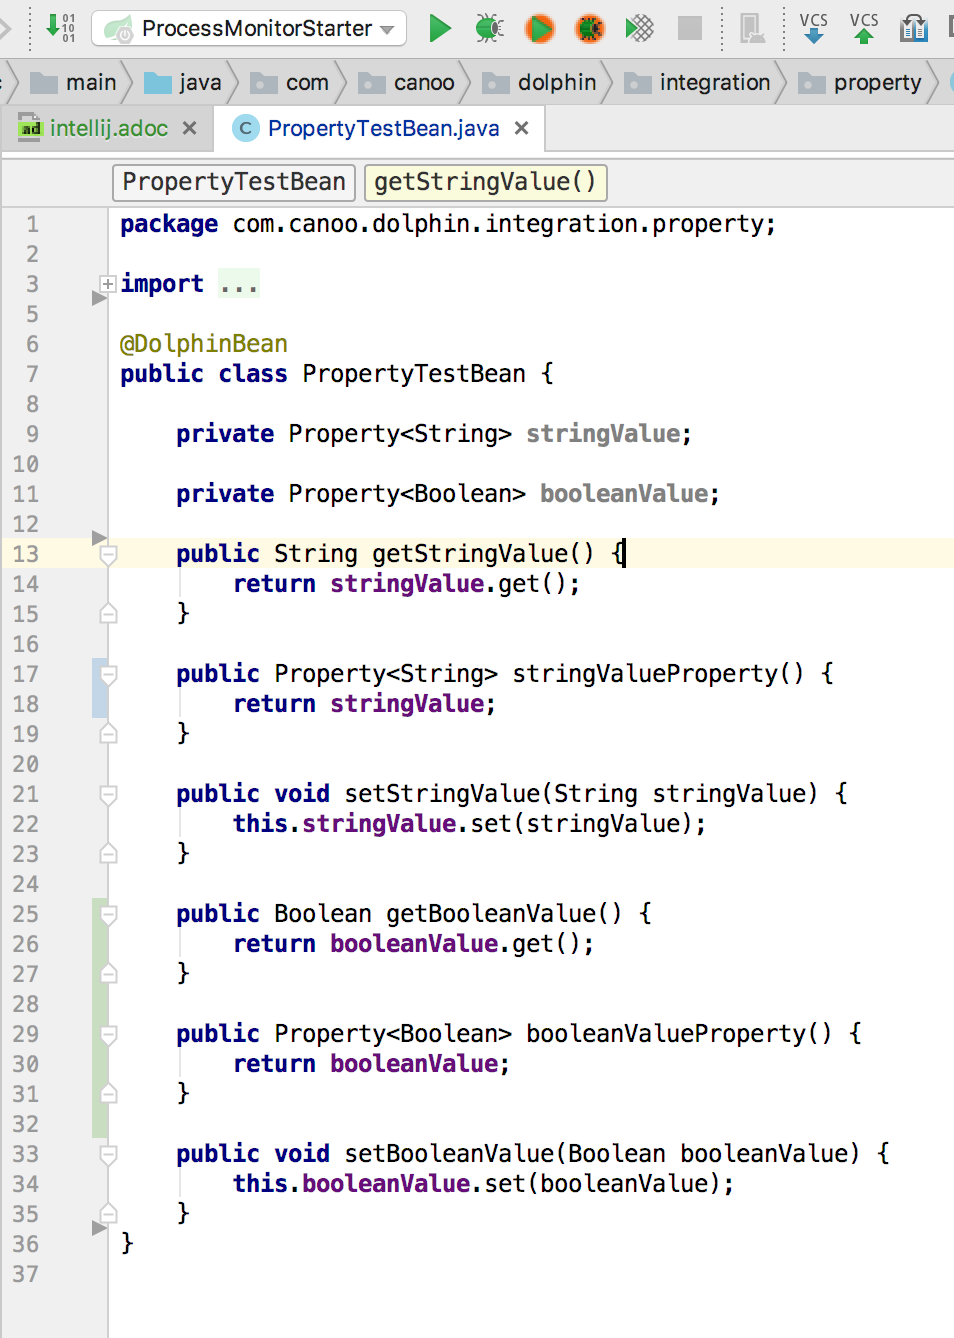 01 10 01 ProcessMonitorStarter VCS VCS
main java com canoo dolphin integration property
ad intellij.adoc × C PropertyTestBean.java ×
PropertyTestBean getStringValue()
1 package com.canoo.dolphin.integration.property;
2
3 import ...
5
6 @DolphinBean
7 public class PropertyTestBean {
8
9 private Property<String> stringValue;
10
11 private Property<Boolean> booleanValue;
12
13 public String getStringValue() {
14 return stringValue.get();
15 }
16
17 public Property<String> stringValueProperty() {
18 return stringValue;
19 }
20
21 public void setStringValue(String stringValue) {
22 this.stringValue.set(stringValue);
23 }
24
25 public Boolean getBooleanValue() {
26 return booleanValue.get();
27 }
28
29 public Property<Boolean> booleanValueProperty() {
30 return booleanValue;
31 }
32
33 public void setBooleanValue(Boolean booleanValue) {
34 this.booleanValue.set(booleanValue);
35 }
36 }
37